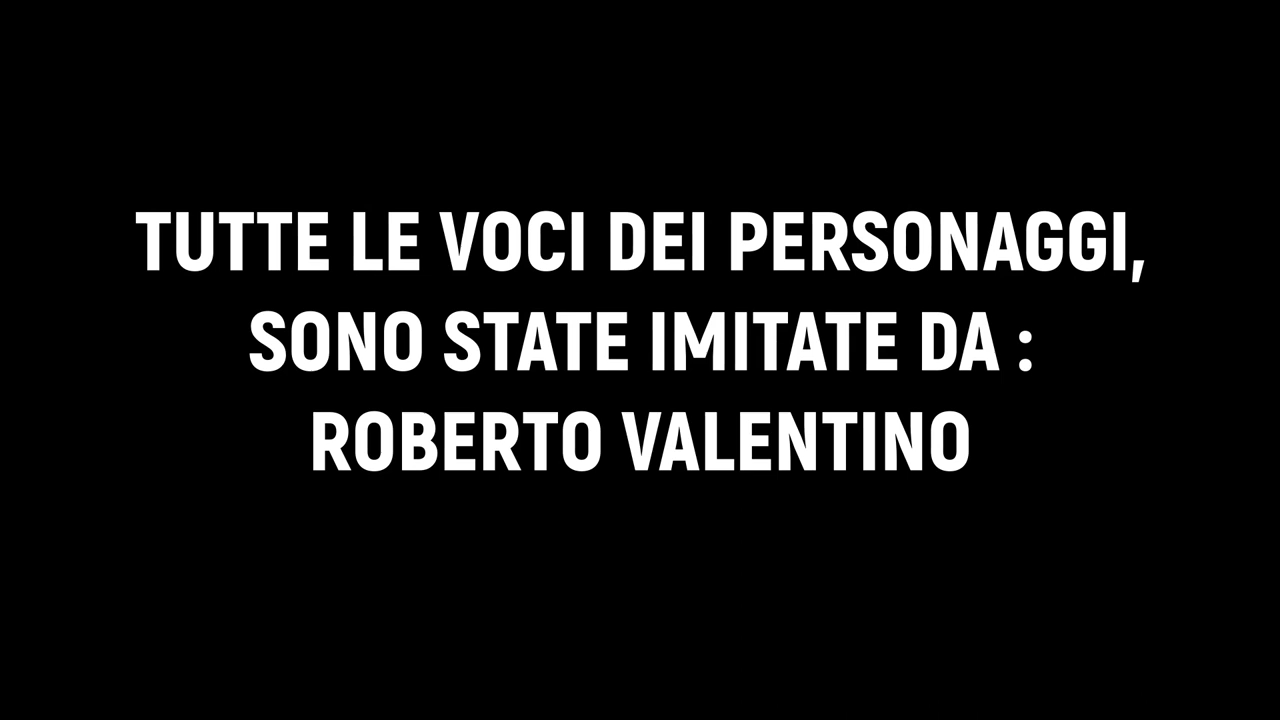 TUTTE LE VOCI DEI PERSONAGGI,
SONO STATE IMITATE DA :
ROBERTO VALENTINO